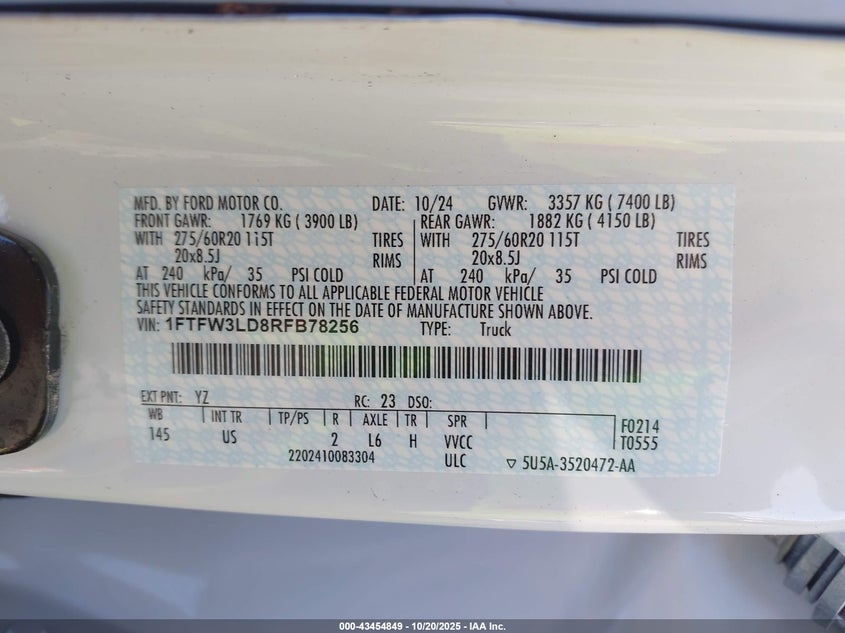 MFD. BY FORD MOTOR CO. DATE: 10/24 GVWR: 3357 KG ( 7400 LB)
FRONT GAWR: 1769 KG ( 3900 LB) REAR GAWR: 1882 KG ( 4150 LB)
WITH 275/60R20 115T TIRES WITH 275/60R20 115T TIRES
20x8.5J RIMS 20x8.5J RIMS
AT 240 kPa/ 35 PSI COLD AT 240 kPa/ 35 PSI COLD
THIS VEHICLE CONFORMS TO ALL APPLICABLE FEDERAL MOTOR VEHICLE
SAFETY STANDARDS IN EFFECT ON THE DATE OF MANUFACTURE SHOWN ABOVE.
VIN: 1FTFW3LD8RFB78256 TYPE: Truck
EXT PNT: YZ RC: 23 DSO:
WB INT TR TP/PS R AXLE TR SPR F0214
145 US 2 L6 H VVCC T0555
2202410083304 ULC ▽ 5U5A-3520472-AA
000-43454849 - 10/20/2025 - IAA Inc.